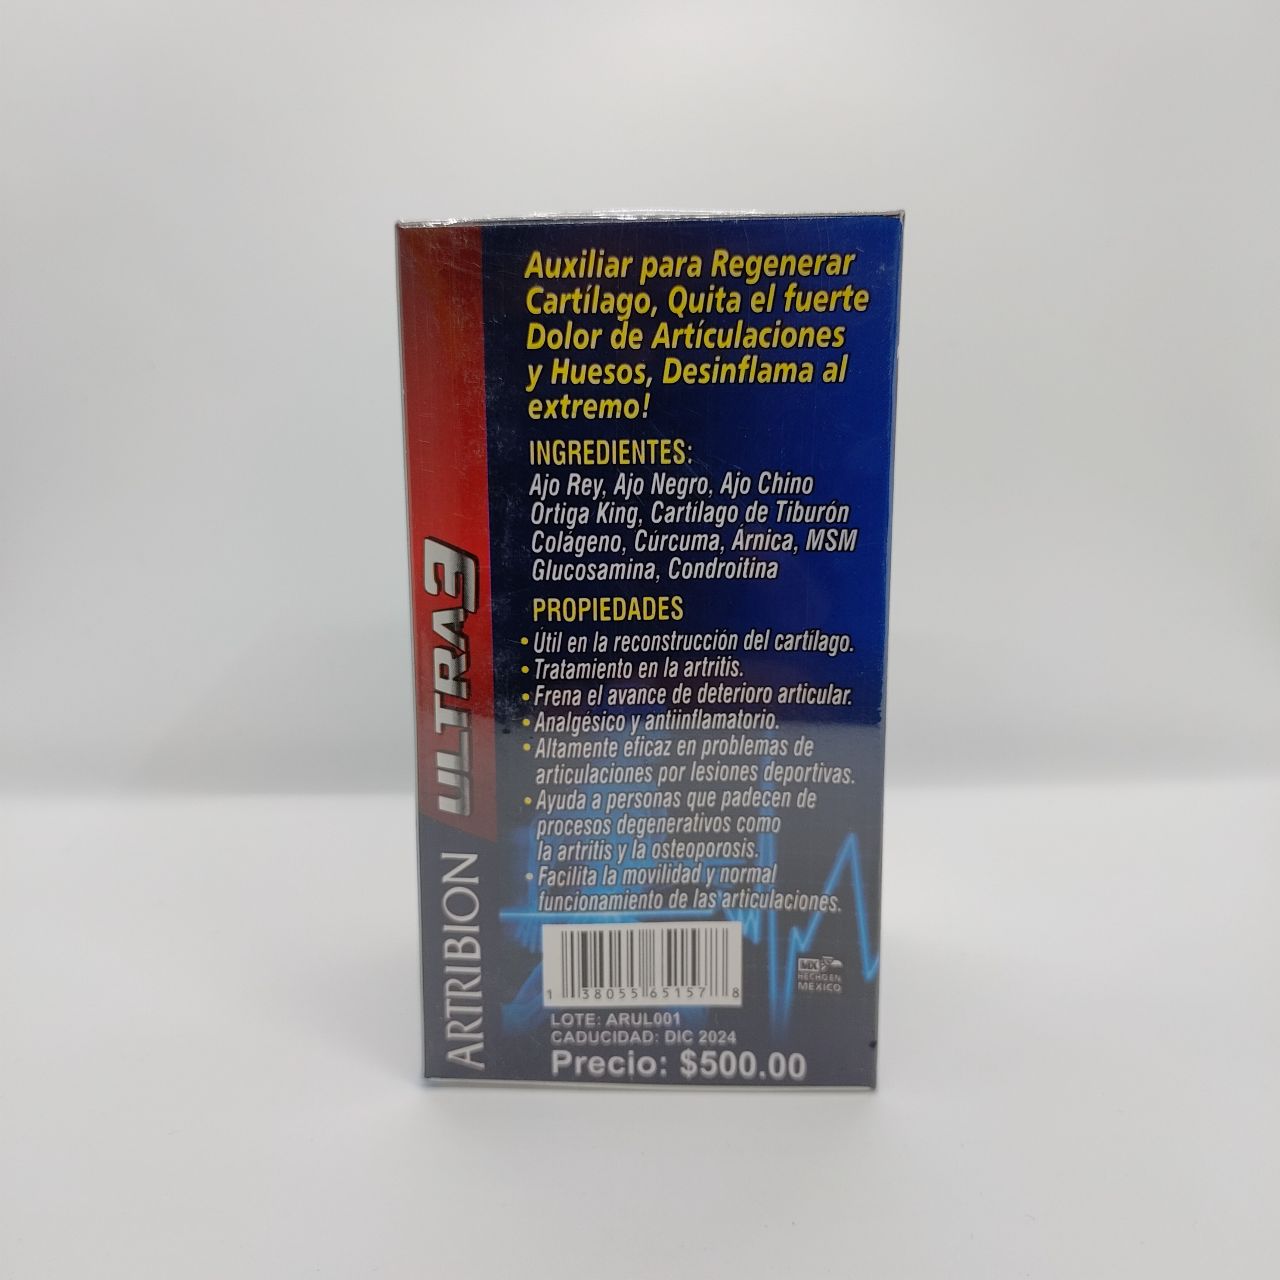 Auxiliar para Regenerar
Cartílago, Quita el fuerte
Dolor de Artículaciones
y Huesos, Desinflama al
extremo!
INGREDIENTES:
Ajo Rey, Ajo Negro, Ajo Chino
Ortiga King, Cartílago de Tiburón
Colágeno, Cúrcuma, Árnica, MSM
Glucosamina, Condroitina
PROPIEDADES
• Útil en la reconstrucción del cartílago.
• Tratamiento en la artritis.
• Frena el avance de deterioro articular.
• Analgésico y antiinflamatorio.
• Altamente eficaz en problemas de
articulaciones por lesiones deportivas.
• Ayuda a personas que padecen de
procesos degenerativos como
la artritis y la osteoporosis.
• Facilita la movilidad y normal
funcionamiento de las articulaciones.
1 38055 65157 8
MX
HECHO EN
MEXICO
LOTE: ARUL001
CADUCIDAD: DIC 2024
Precio: $500.00
ARTRIBION ULTRA3